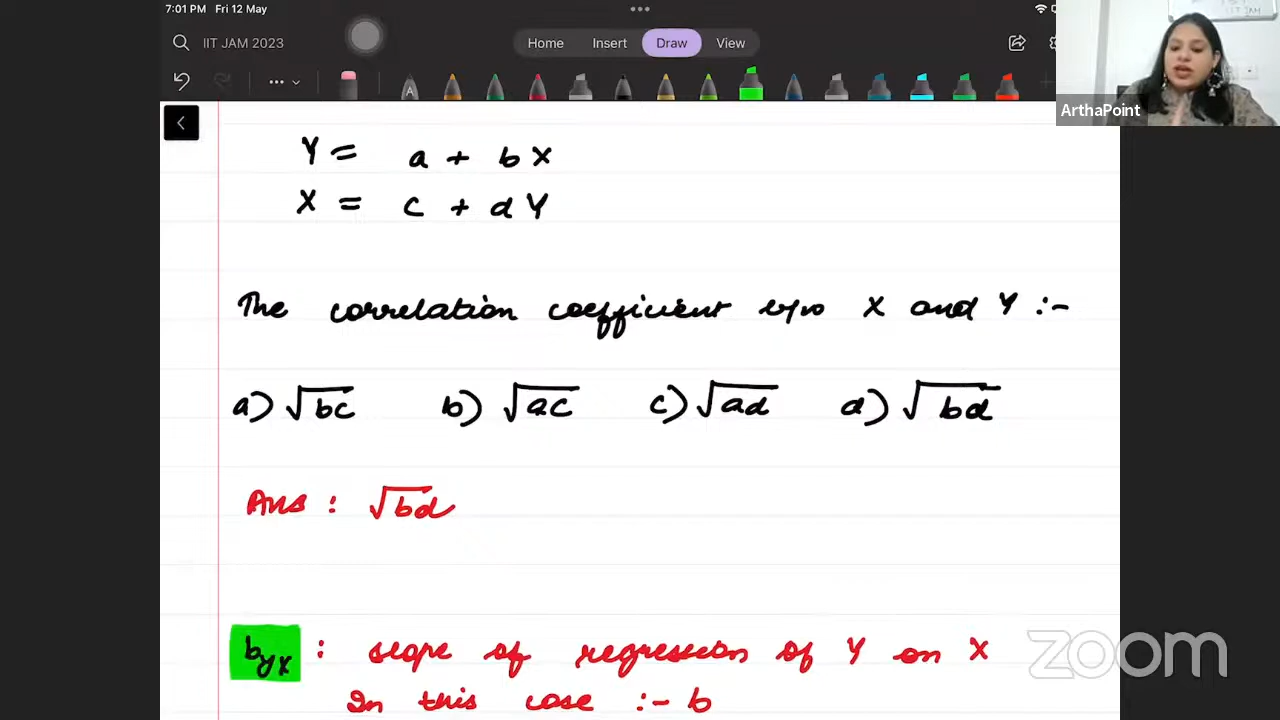 7:01 PM Fri 12 May
IIT JAM 2023
Home Insert Draw View
ArthaPoint
Y = a + bX
X = c + dY
The correlation coefficient b/w X and Y :-
a) √bc b) √ac c) √ad d) √bd
Ans : √bd
byx : slope of regression of Y on X
In this case :- b
zoom